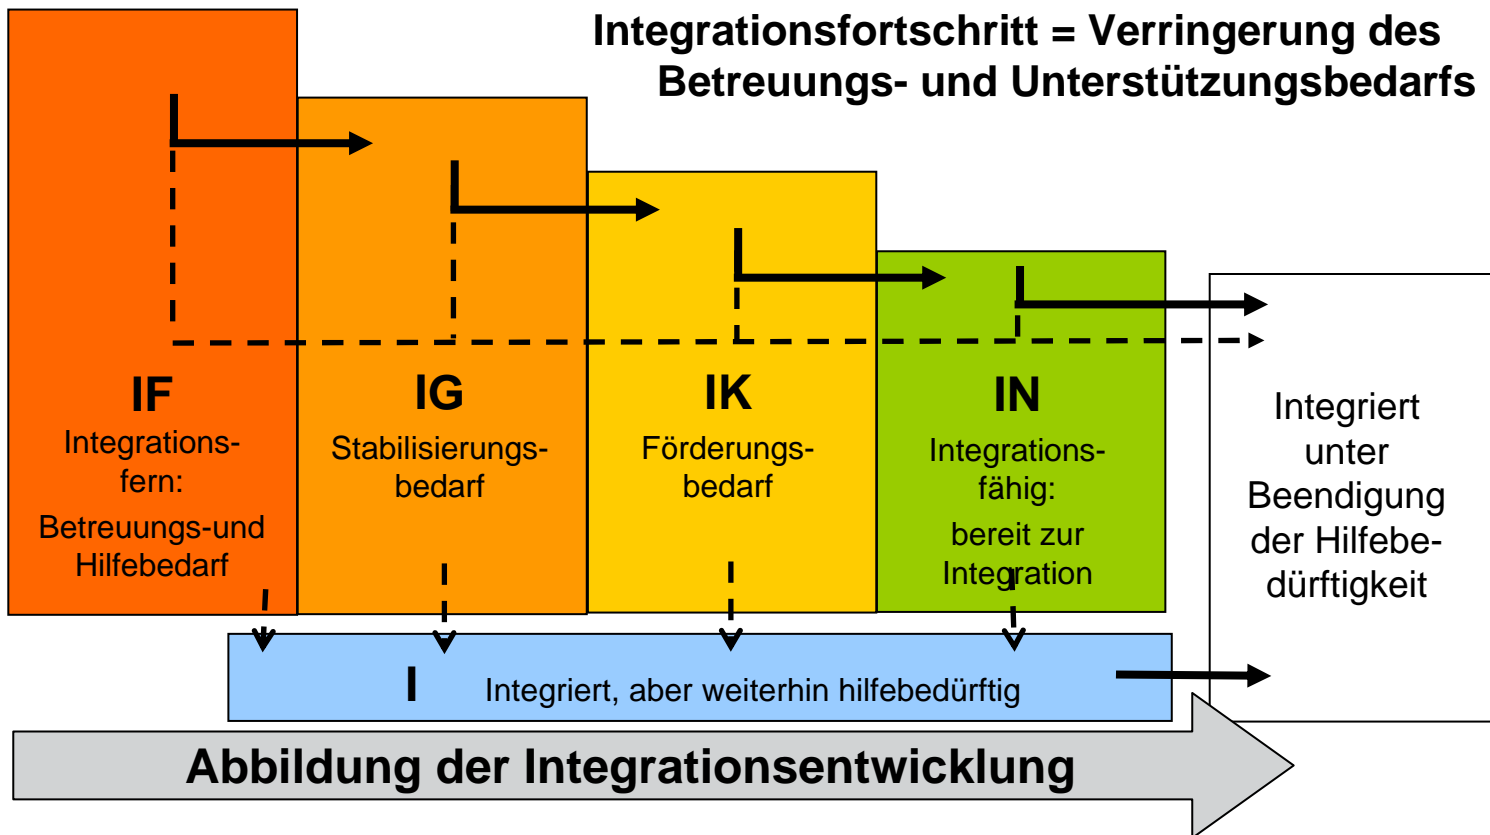 Integrationsfortschritt = Verringerung des
Betreuungs- und Unterstützungsbedarfs
IF
Integrations-
fern:
Betreuungs-und
Hilfebedarf
IG
Stabilisierungs-
bedarf
IK
Förderungs-
bedarf
IN
Integrations-
fähig:
bereit zur
Integration
Integriert
unter
Beendigung
der Hilfebe-
dürftigkeit
I Integriert, aber weiterhin hilfebedürftig
Abbildung der Integrationsentwicklung